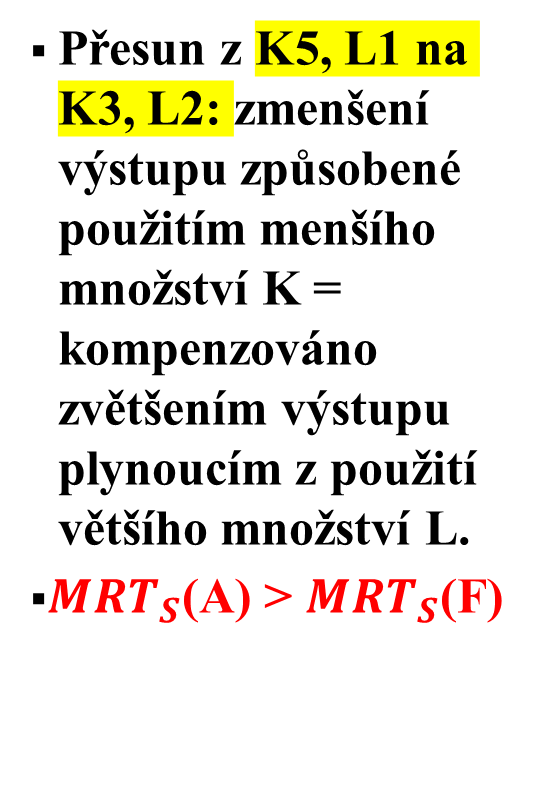 ▪ Přesun z K5, L1 na
K3, L2: zmenšení
výstupu způsobené
použitím menšího
množství K =
kompenzováno
zvětšením výstupu
plynoucím z použití
většího množství L.
▪ MRT_S(A) > MRT_S(F)